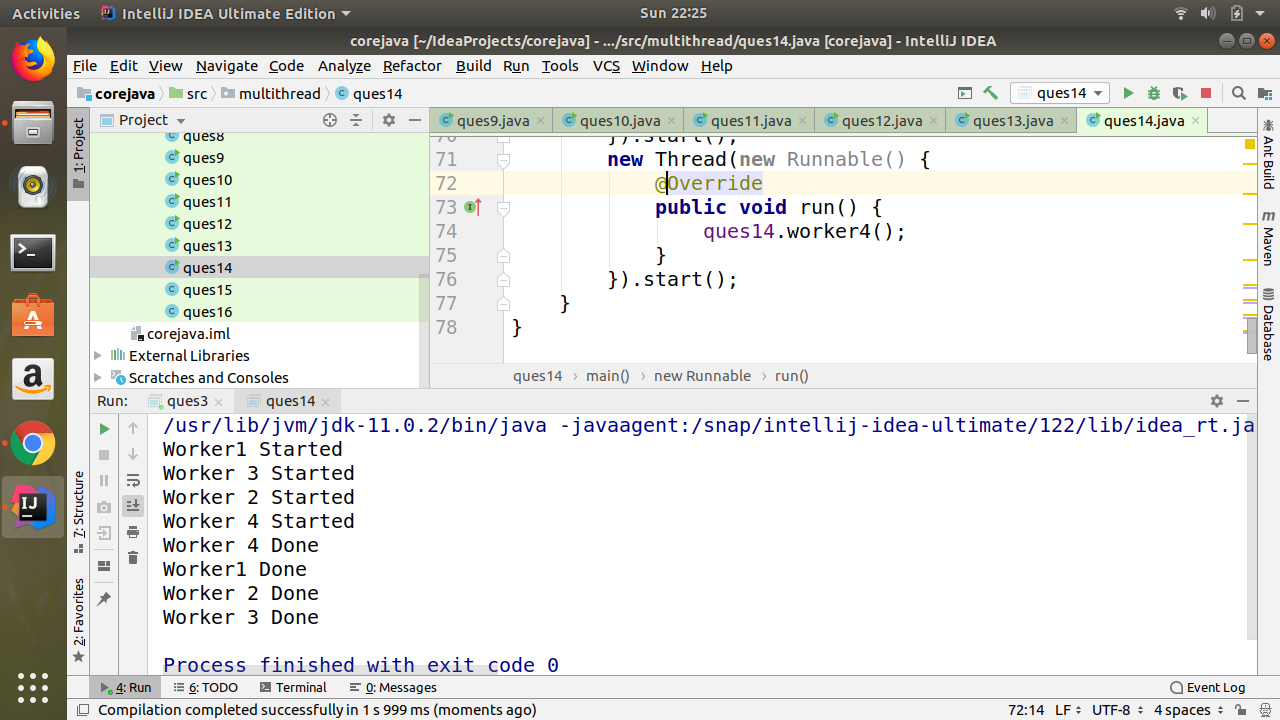 Activities IntelliJ IDEA Ultimate Edition Sun 22:25
corejava [~/IdeaProjects/corejava] - .../src/multithread/ques14.java [corejava] - IntelliJ IDEA
File Edit View Navigate Code Analyze Refactor Build Run Tools VCS Window Help
corejava src multithread ques14 ques14
1: Project
Project
ques8
ques9
ques10
ques11
ques12
ques13
ques14
ques15
ques16
corejava.iml
External Libraries
Scratches and Consoles
ques9.java ques10.java ques11.java ques12.java ques13.java ques14.java
70 }).start();
71 new Thread(new Runnable() {
72 @Override
73 public void run() {
74 ques14.worker4();
75 }
76 }).start();
77 }
78 }
ques14 › main() › new Runnable › run()
Ant Build
Maven
Database
7: Structure
2: Favorites
Run: ques3 ques14
/usr/lib/jvm/jdk-11.0.2/bin/java -javaagent:/snap/intellij-idea-ultimate/122/lib/idea_rt.ja
Worker1 Started
Worker 3 Started
Worker 2 Started
Worker 4 Started
Worker 4 Done
Worker1 Done
Worker 2 Done
Worker 3 Done
Process finished with exit code 0
4: Run 6: TODO Terminal 0: Messages Event Log
Compilation completed successfully in 1 s 999 ms (moments ago) 72:14 LF UTF-8 4 spaces